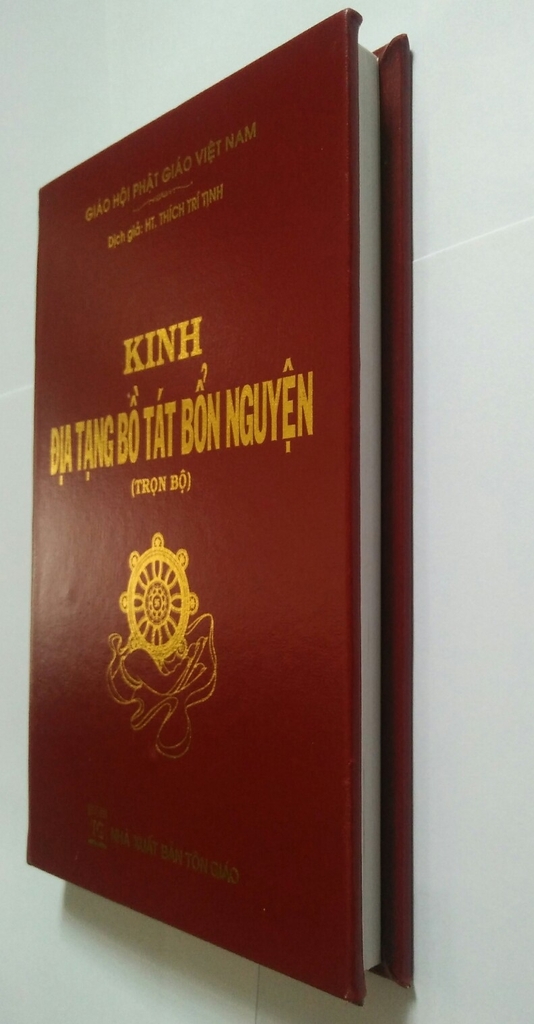 GIÁO HỘI PHẬT GIÁO VIỆT NAM
Dịch giả: HT. THÍCH TRÍ TỊNH
KINH
ĐỊA TẠNG BỒ TÁT BỔN NGUYỆN
(TRỌN BỘ)
NHÀ XUẤT BẢN TÔN GIÁO